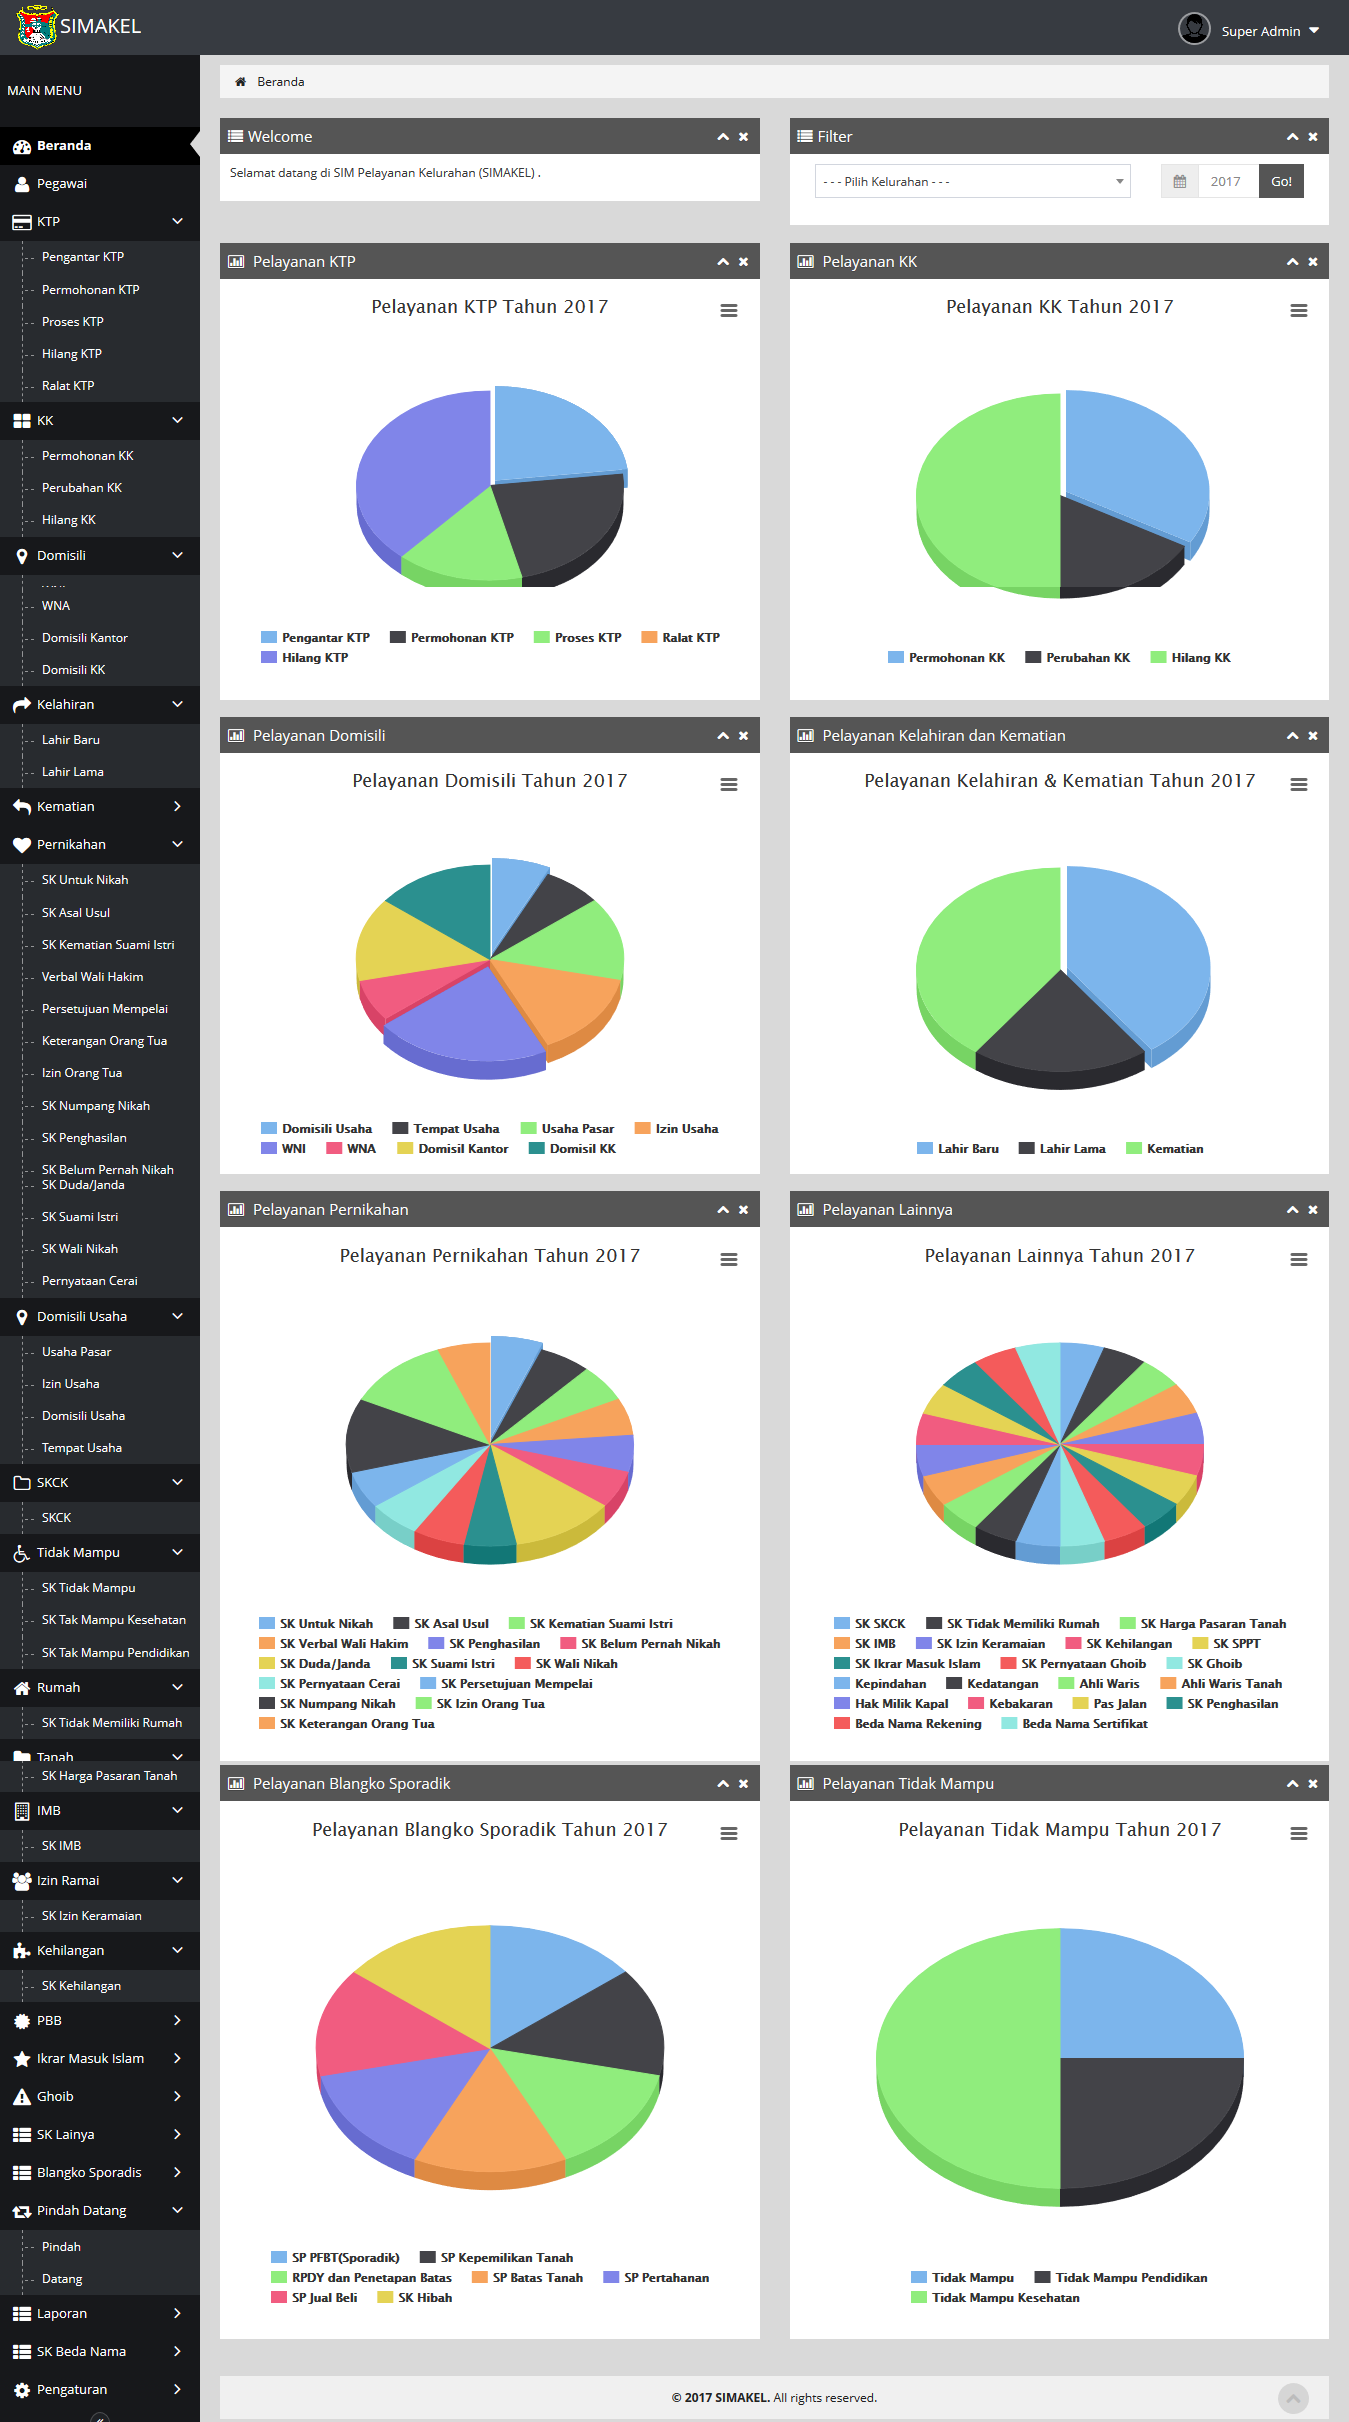 SIMAKEL
Super Admin
MAIN MENU
Beranda
Pegawai
KTP
Pengantar KTP
Permohonan KTP
Proses KTP
Hilang KTP
Ralat KTP
KK
Permohonan KK
Perubahan KK
Hilang KK
Domisili
WNA
Domisili Kantor
Domisili KK
Kelahiran
Lahir Baru
Lahir Lama
Kematian
Pernikahan
SK Untuk Nikah
SK Asal Usul
SK Kematian Suami Istri
Verbal Wali Hakim
Persetujuan Mempelai
Keterangan Orang Tua
Izin Orang Tua
SK Numpang Nikah
SK Penghasilan
SK Belum Pernah Nikah
SK Duda/Janda
SK Suami Istri
SK Wali Nikah
Pernyataan Cerai
Domisili Usaha
Usaha Pasar
Izin Usaha
Domisili Usaha
Tempat Usaha
SKCK
SKCK
Tidak Mampu
SK Tidak Mampu
SK Tak Mampu Kesehatan
SK Tak Mampu Pendidikan
Rumah
SK Tidak Memiliki Rumah
Tanah
SK Harga Pasaran Tanah
IMB
SK IMB
Izin Ramai
SK Izin Keramaian
Kehilangan
SK Kehilangan
PBB
Ikrar Masuk Islam
Ghoib
SK Lainya
Blangko Sporadis
Pindah Datang
Pindah
Datang
Laporan
SK Beda Nama
Pengaturan
Beranda
Welcome
Selamat datang di SIM Pelayanan Kelurahan (SIMAKEL) .
Filter
- - - Pilih Kelurahan - - - 2017 Go!
Pelayanan KTP
Pelayanan KTP Tahun 2017
Pengantar KTP Permohonan KTP Proses KTP Ralat KTP
Hilang KTP
Pelayanan KK
Pelayanan KK Tahun 2017
Permohonan KK Perubahan KK Hilang KK
Pelayanan Domisili
Pelayanan Domisili Tahun 2017
Domisili Usaha Tempat Usaha Usaha Pasar Izin Usaha
WNI WNA Domisil Kantor Domisil KK
Pelayanan Kelahiran dan Kematian
Pelayanan Kelahiran & Kematian Tahun 2017
Lahir Baru Lahir Lama Kematian
Pelayanan Pernikahan
Pelayanan Pernikahan Tahun 2017
SK Untuk Nikah SK Asal Usul SK Kematian Suami Istri
SK Verbal Wali Hakim SK Penghasilan SK Belum Pernah Nikah
SK Duda/Janda SK Suami Istri SK Wali Nikah
SK Pernyataan Cerai SK Persetujuan Mempelai
SK Numpang Nikah SK Izin Orang Tua
SK Keterangan Orang Tua
Pelayanan Lainnya
Pelayanan Lainnya Tahun 2017
SK SKCK SK Tidak Memiliki Rumah SK Harga Pasaran Tanah
SK IMB SK Izin Keramaian SK Kehilangan SK SPPT
SK Ikrar Masuk Islam SK Pernyataan Ghoib SK Ghoib
Kepindahan Kedatangan Ahli Waris Ahli Waris Tanah
Hak Milik Kapal Kebakaran Pas Jalan SK Penghasilan
Beda Nama Rekening Beda Nama Sertifikat
Pelayanan Blangko Sporadik
Pelayanan Blangko Sporadik Tahun 2017
SP PFBT(Sporadik) SP Kepemilikan Tanah
RPDY dan Penetapan Batas SP Batas Tanah SP Pertahanan
SP Jual Beli SK Hibah
Pelayanan Tidak Mampu
Pelayanan Tidak Mampu Tahun 2017
Tidak Mampu Tidak Mampu Pendidikan
Tidak Mampu Kesehatan
© 2017 SIMAKEL. All rights reserved.